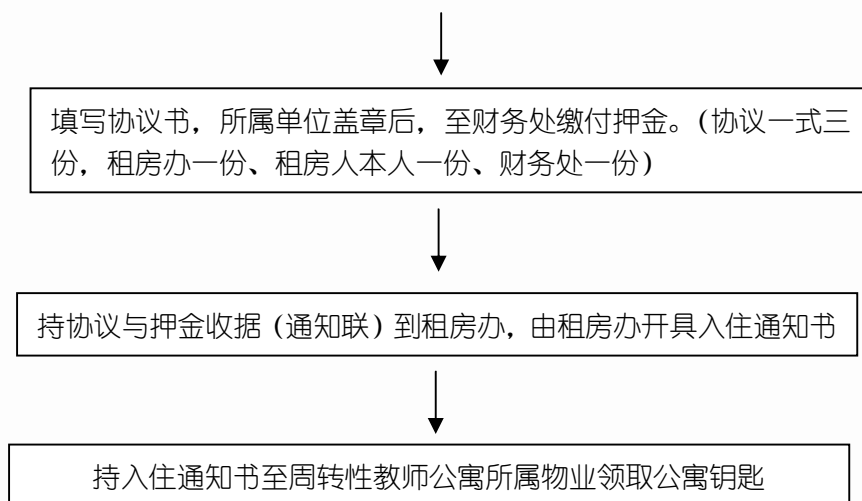 填写协议书，所属单位盖章后，至财务处缴付押金。（协议一式三
份，租房办一份、租房人本人一份、财务处一份）
持协议与押金收据（通知联）到租房办，由租房办开具入住通知书
持入住通知书至周转性教师公寓所属物业领取公寓钥匙